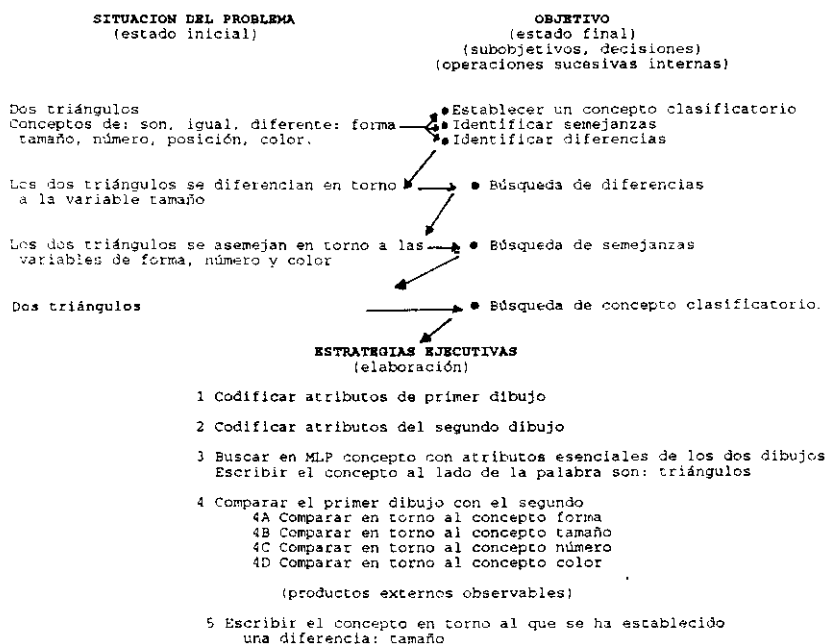 SITUACION DEL PROBLEMA
(estado inicial)
OBJETIVO
(estado final)
(subobjetivos, decisiones)
(operaciones sucesivas internas)
Dos triángulos
Conceptos de: son, igual, diferente: forma
tamaño, número, posición, color.
● Establecer un concepto clasificatorio
● Identificar semejanzas
● Identificar diferencias
Los dos triángulos se diferencian en torno
a la variable tamaño
● Búsqueda de diferencias
Los dos triángulos se asemejan en torno a las
variables de forma, número y color
● Búsqueda de semejanzas
Dos triángulos
● Búsqueda de concepto clasificatorio.
ESTRATEGIAS EJECUTIVAS
(elaboración)
1 Codificar atributos de primer dibujo
2 Codificar atributos del segundo dibujo
3 Buscar en MLP concepto con atributos esenciales de los dos dibujos
Escribir el concepto al lado de la palabra son: triángulos
4 Comparar el primer dibujo con el segundo
4A Comparar en torno al concepto forma
4B Comparar en torno al concepto tamaño
4C Comparar en torno al concepto número
4D Comparar en torno al concepto color
(productos externos observables)
5 Escribir el concepto en torno al que se ha establecido
una diferencia: tamaño